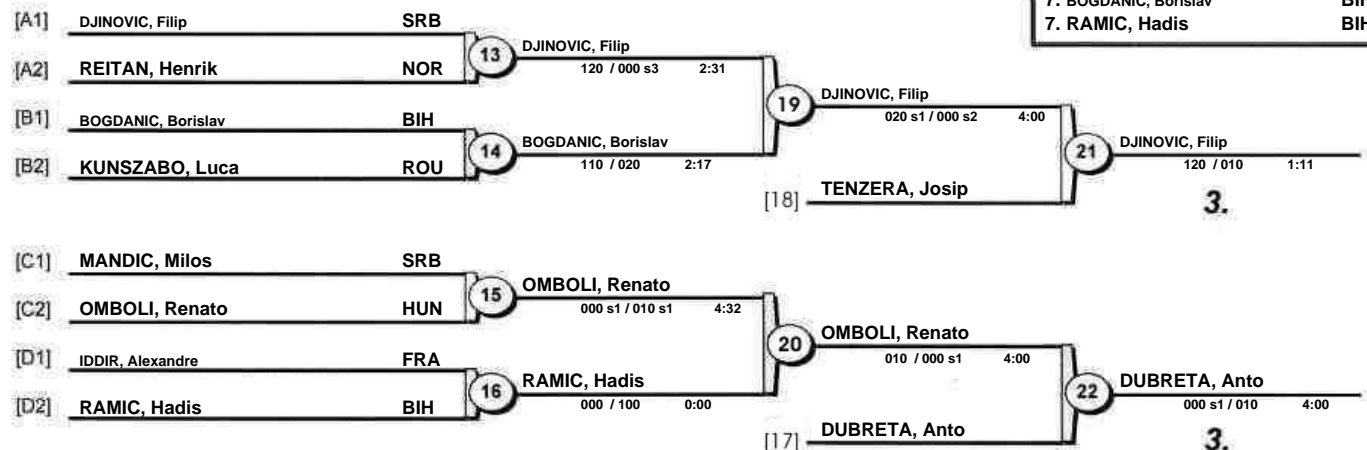 7. BOGDANIC, Borislav BIH
7. RAMIC, Hadis BIH
[A1] DJINOVIC, Filip SRB
13 DJINOVIC, Filip
[A2] REITAN, Henrik NOR
120 / 000 s3 2:31
19 DJINOVIC, Filip
020 s1 / 000 s2 4:00
[B1] BOGDANIC, Borislav BIH
14 BOGDANIC, Borislav
110 / 020 2:17
[B2] KUNSZABO, Luca ROU
21 DJINOVIC, Filip
120 / 010 1:11
[18] TENZERA, Josip
3.
[C1] MANDIC, Milos SRB
15 OMBOLI, Renato
000 s1 / 010 s1 4:32
[C2] OMBOLI, Renato HUN
20 OMBOLI, Renato
010 / 000 s1 4:00
[D1] IDDIR, Alexandre FRA
16 RAMIC, Hadis
000 / 100 0:00
[D2] RAMIC, Hadis BIH
22 DUBRETA, Anto
000 s1 / 010 4:00
[17] DUBRETA, Anto
3.